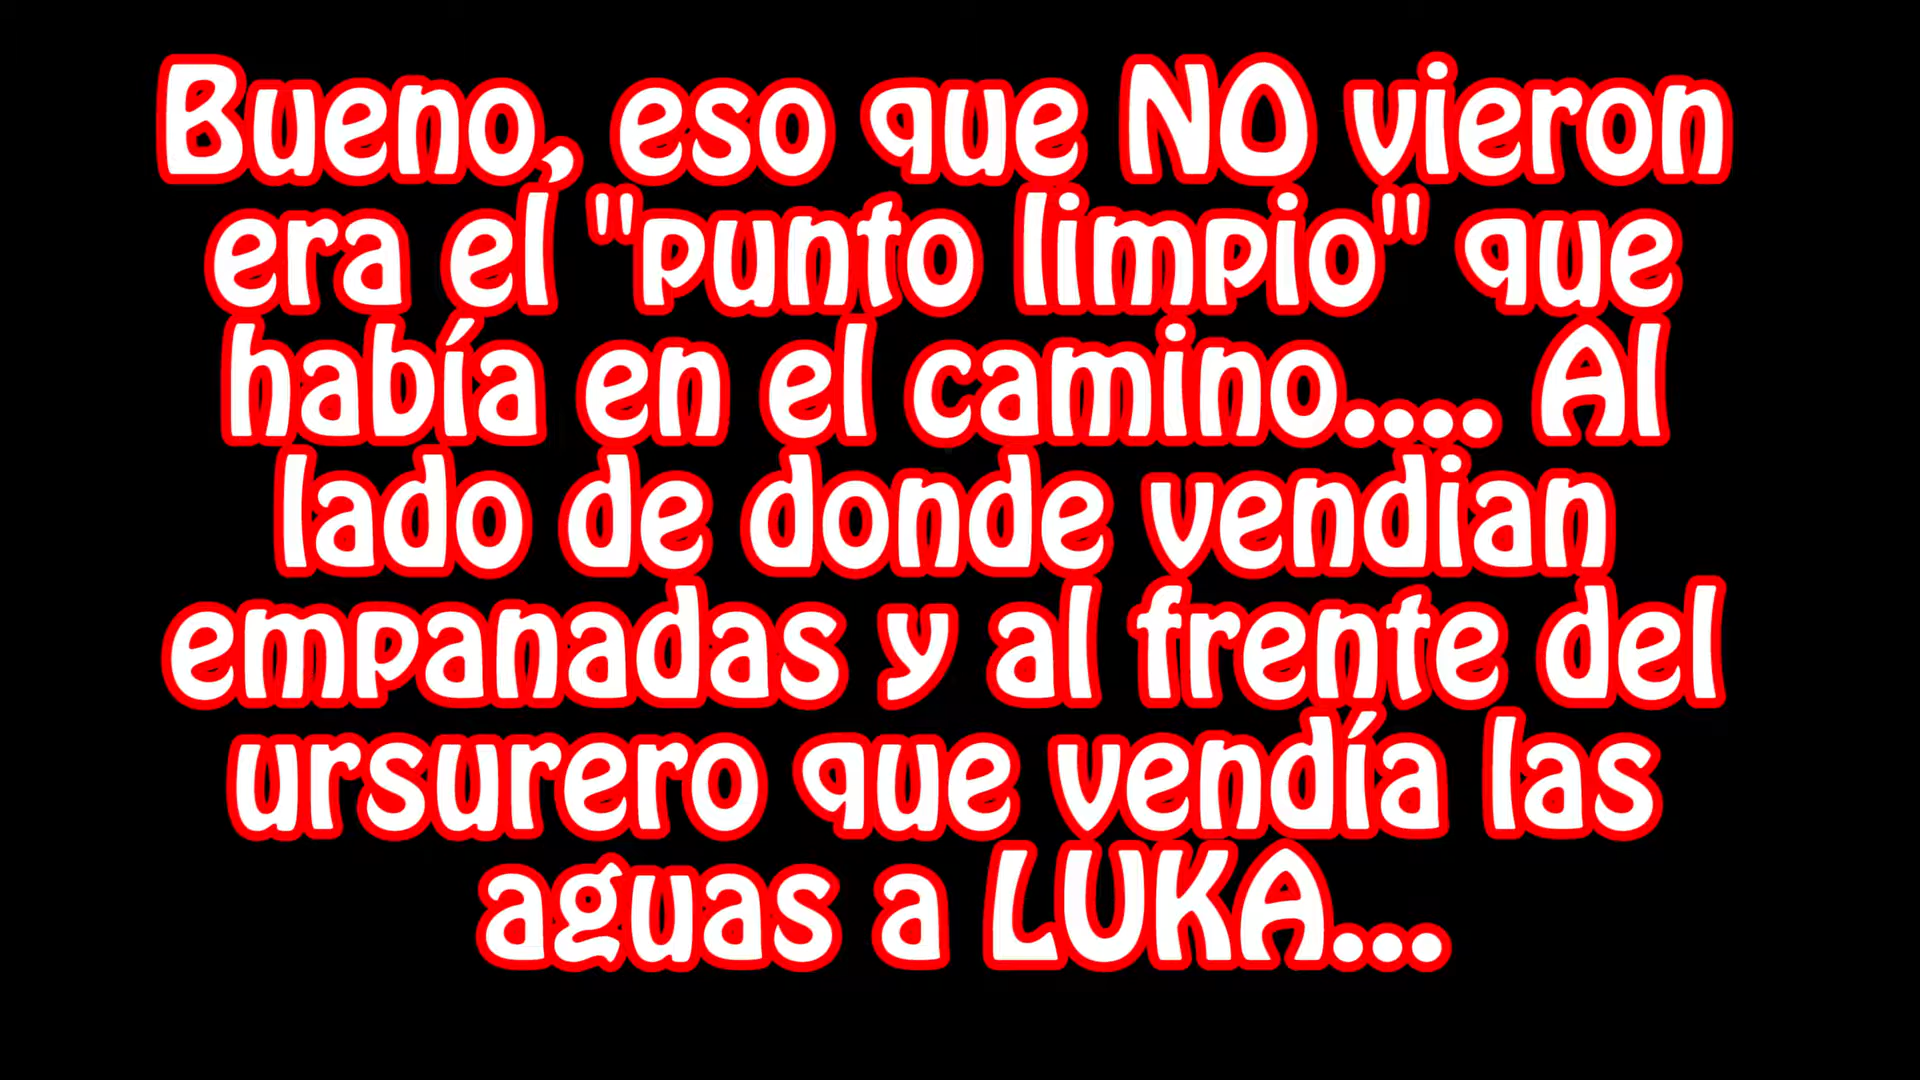 Bueno, eso que NO vieron
era el "punto limpio" que
había en el camino.... Al
lado de donde vendian
empanadas y al frente del
ursurero que vendía las
aguas a LUKA...